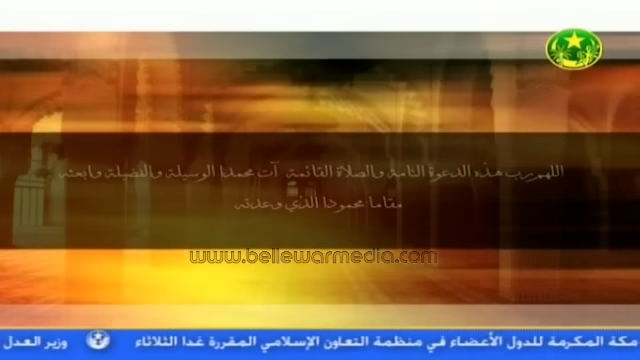 اللهم رب هذه الدعوة التامة والصلاة القائمة آت محمدا الوسيلة والفضيلة وابعثه
مقاما محمودا الذي وعدته
www.bellewarmedia.com
مكة المكرمة للدول الأعضاء في منظمة التعاون الإسلامي المقررة غدا الثلاثاء وزير العدل